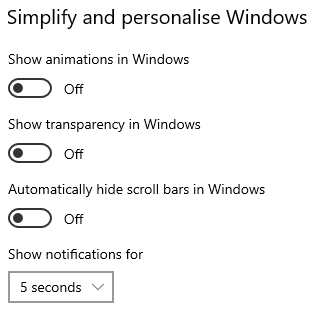 Simplify and personalise Windows
Show animations in Windows
Off
Show transparency in Windows
Off
Automatically hide scroll bars in Windows
Off
Show notifications for
5 seconds